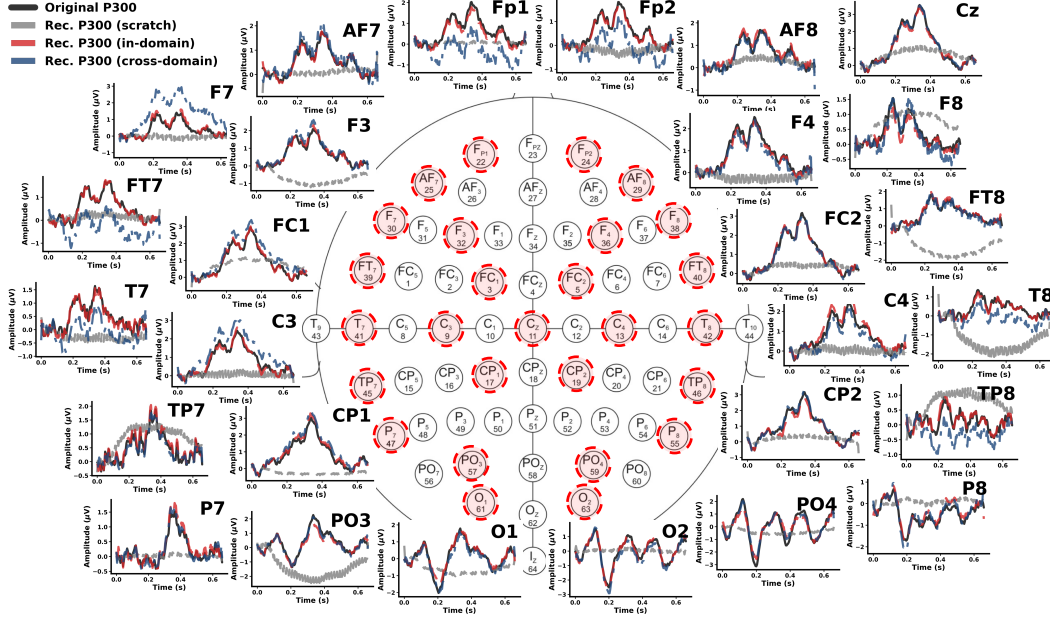 Original P300
Rec. P300 (scratch)
Rec. P300 (in-domain)
Rec. P300 (cross-domain)
AF7
Fp1
Fp2
AF8
Cz
F7
F3
F4
F8
FT7
FC1
FC2
FT8
T7
C3
C4
T8
TP7
CP1
CP2
TP8
P7
PO3
O1
O2
PO4
P8
Amplitude (μV)
Time (s)
0.0 0.2 0.4 0.6
FP1 22
FPZ 23
FP2 24
AF7 25
AF3 26
AFZ 27
AF4 28
AF8 29
F7 30
F5 31
F3 32
F1 33
FZ 34
F2 35
F4 36
F6 37
F8 38
FT7 39
FC5 1
FC3 2
FC1 3
FCZ 4
FC2 5
FC4 6
FC6 7
FT8 40
T9 43
T7 41
C5 8
C3 9
C1 10
CZ 11
C2 12
C4 13
C6 14
T8 42
T10 44
TP7 45
CP5 15
CP3 16
CP1 17
CPZ 18
CP2 19
CP4 20
CP6 21
TP8 46
P7 47
P5 48
P3 49
P1 50
PZ 51
P2 52
P4 53
P6 54
P8 55
PO7 56
PO3 57
POZ 58
PO4 59
PO8 60
O1 61
OZ 62
O2 63
IZ 64